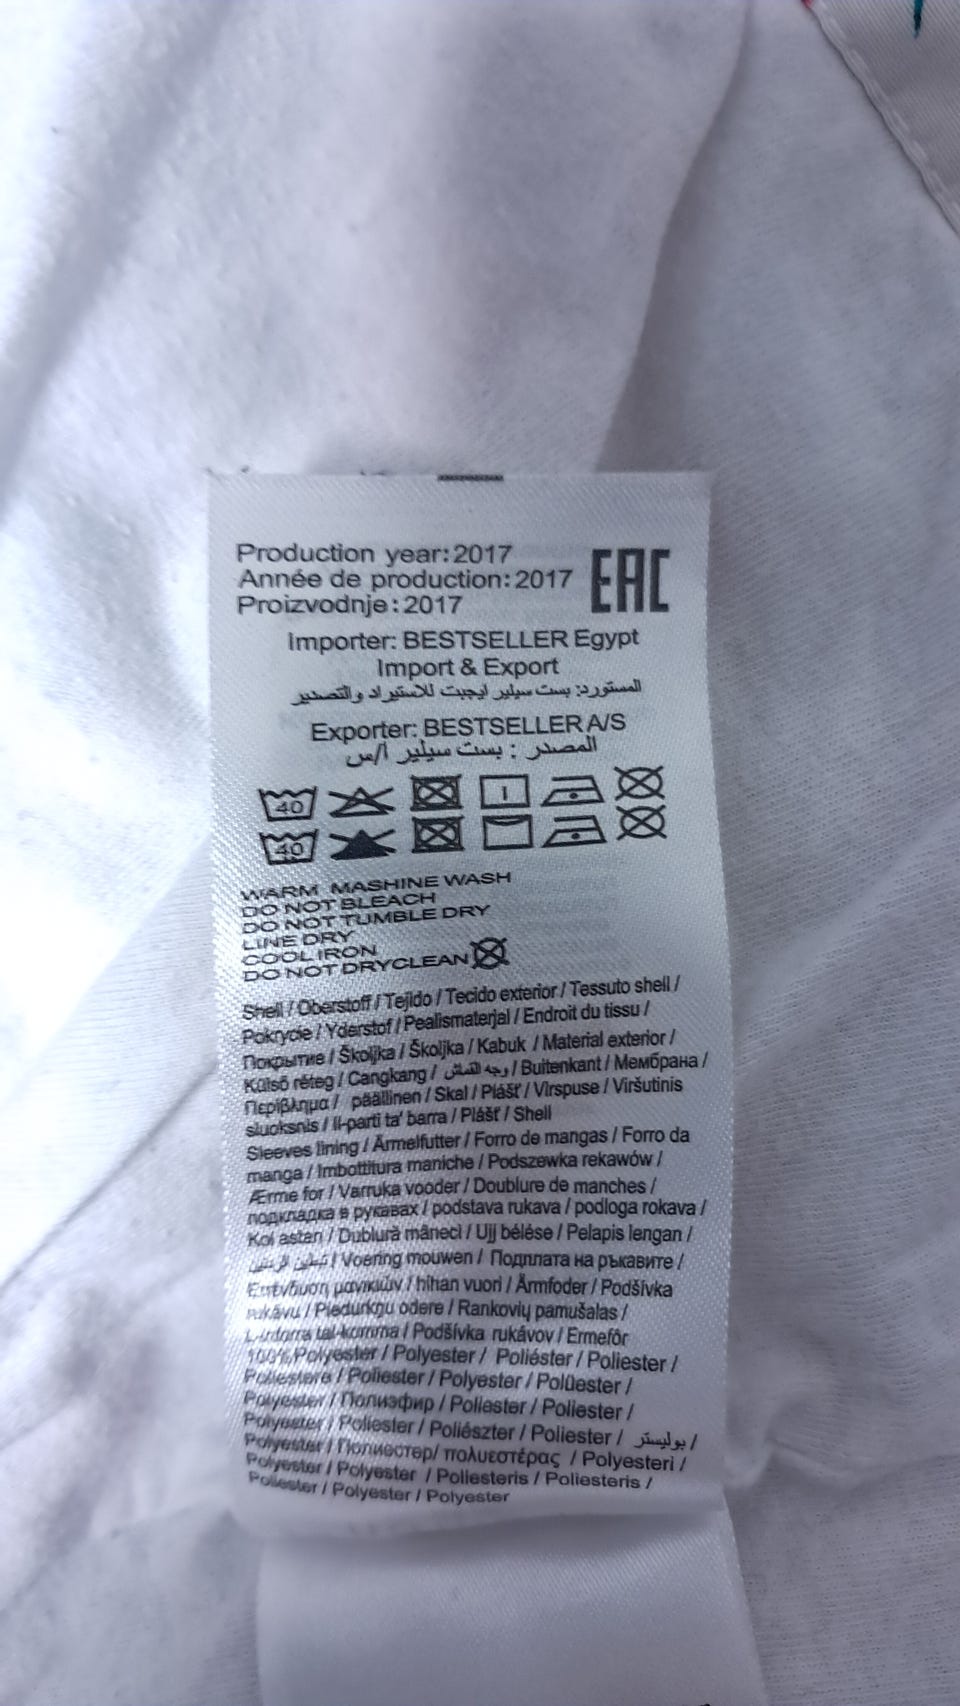 Production year: 2017
Année de production: 2017
Proizvodnje: 2017
EAC
Importer: BESTSELLER Egypt
Import & Export
المستورد: بست سيلير ايجبت للاستيراد والتصدير
Exporter: BESTSELLER A/S
المصدر : بست سيلير ا/س
40
40
WARM MASHINE WASH
DO NOT BLEACH
DO NOT TUMBLE DRY
LINE DRY
COOL IRON
DO NOT DRYCLEAN
Shell / Oberstoff / Tejido / Tecido exterior / Tessuto shell /
Pokrycie / Yderstof / Pealismaterjal / Endroit du tissu /
Покрытие / Školjka / Školjka / Kabuk / Material exterior /
Külső réteg / Cangkang / وجه القماش / Buitenkant / Мембрана /
Περίβλημα / päällinen / Skal / Plášť / Virspuse / Viršutinis
sluoksnis / Il-parti ta' barra / Plášť / Shell
Sleeves lining / Ärmelfutter / Forro de mangas / Forro da
manga / Imbottitura maniche / Podszewka rekawów /
Ærme for / Varruka vooder / Doublure de manches /
подкладка в рукавах / podstava rukava / podloga rokava /
Kol astarı / Dublură mâneci / Ujj bélése / Pelapis lengan /
/ Voering mouwen / Подплата на ръкавите /
Επένδυση μανικιών / hihan vuori / Ärmfoder / Podšívka
rukávu / Piedurkņu odere / Rankovių pamušalas /
tal-komma / Podšívka rukávov / Ermefôr
100% Polyester / Polyester / Poliéster / Poliester /
Poliestere / Poliester / Polyester / Polüester /
Polyester / Полиэфир / Poliester / Poliester /
Polyester / Poliester / Poliészter / Poliester / بوليستر /
Polyester / Полиестер/ πολυεστέρας / Polyesteri /
Polyester / Polyester / Poliesteris / Poliesteris /
Poliester / Polyester / Polyester